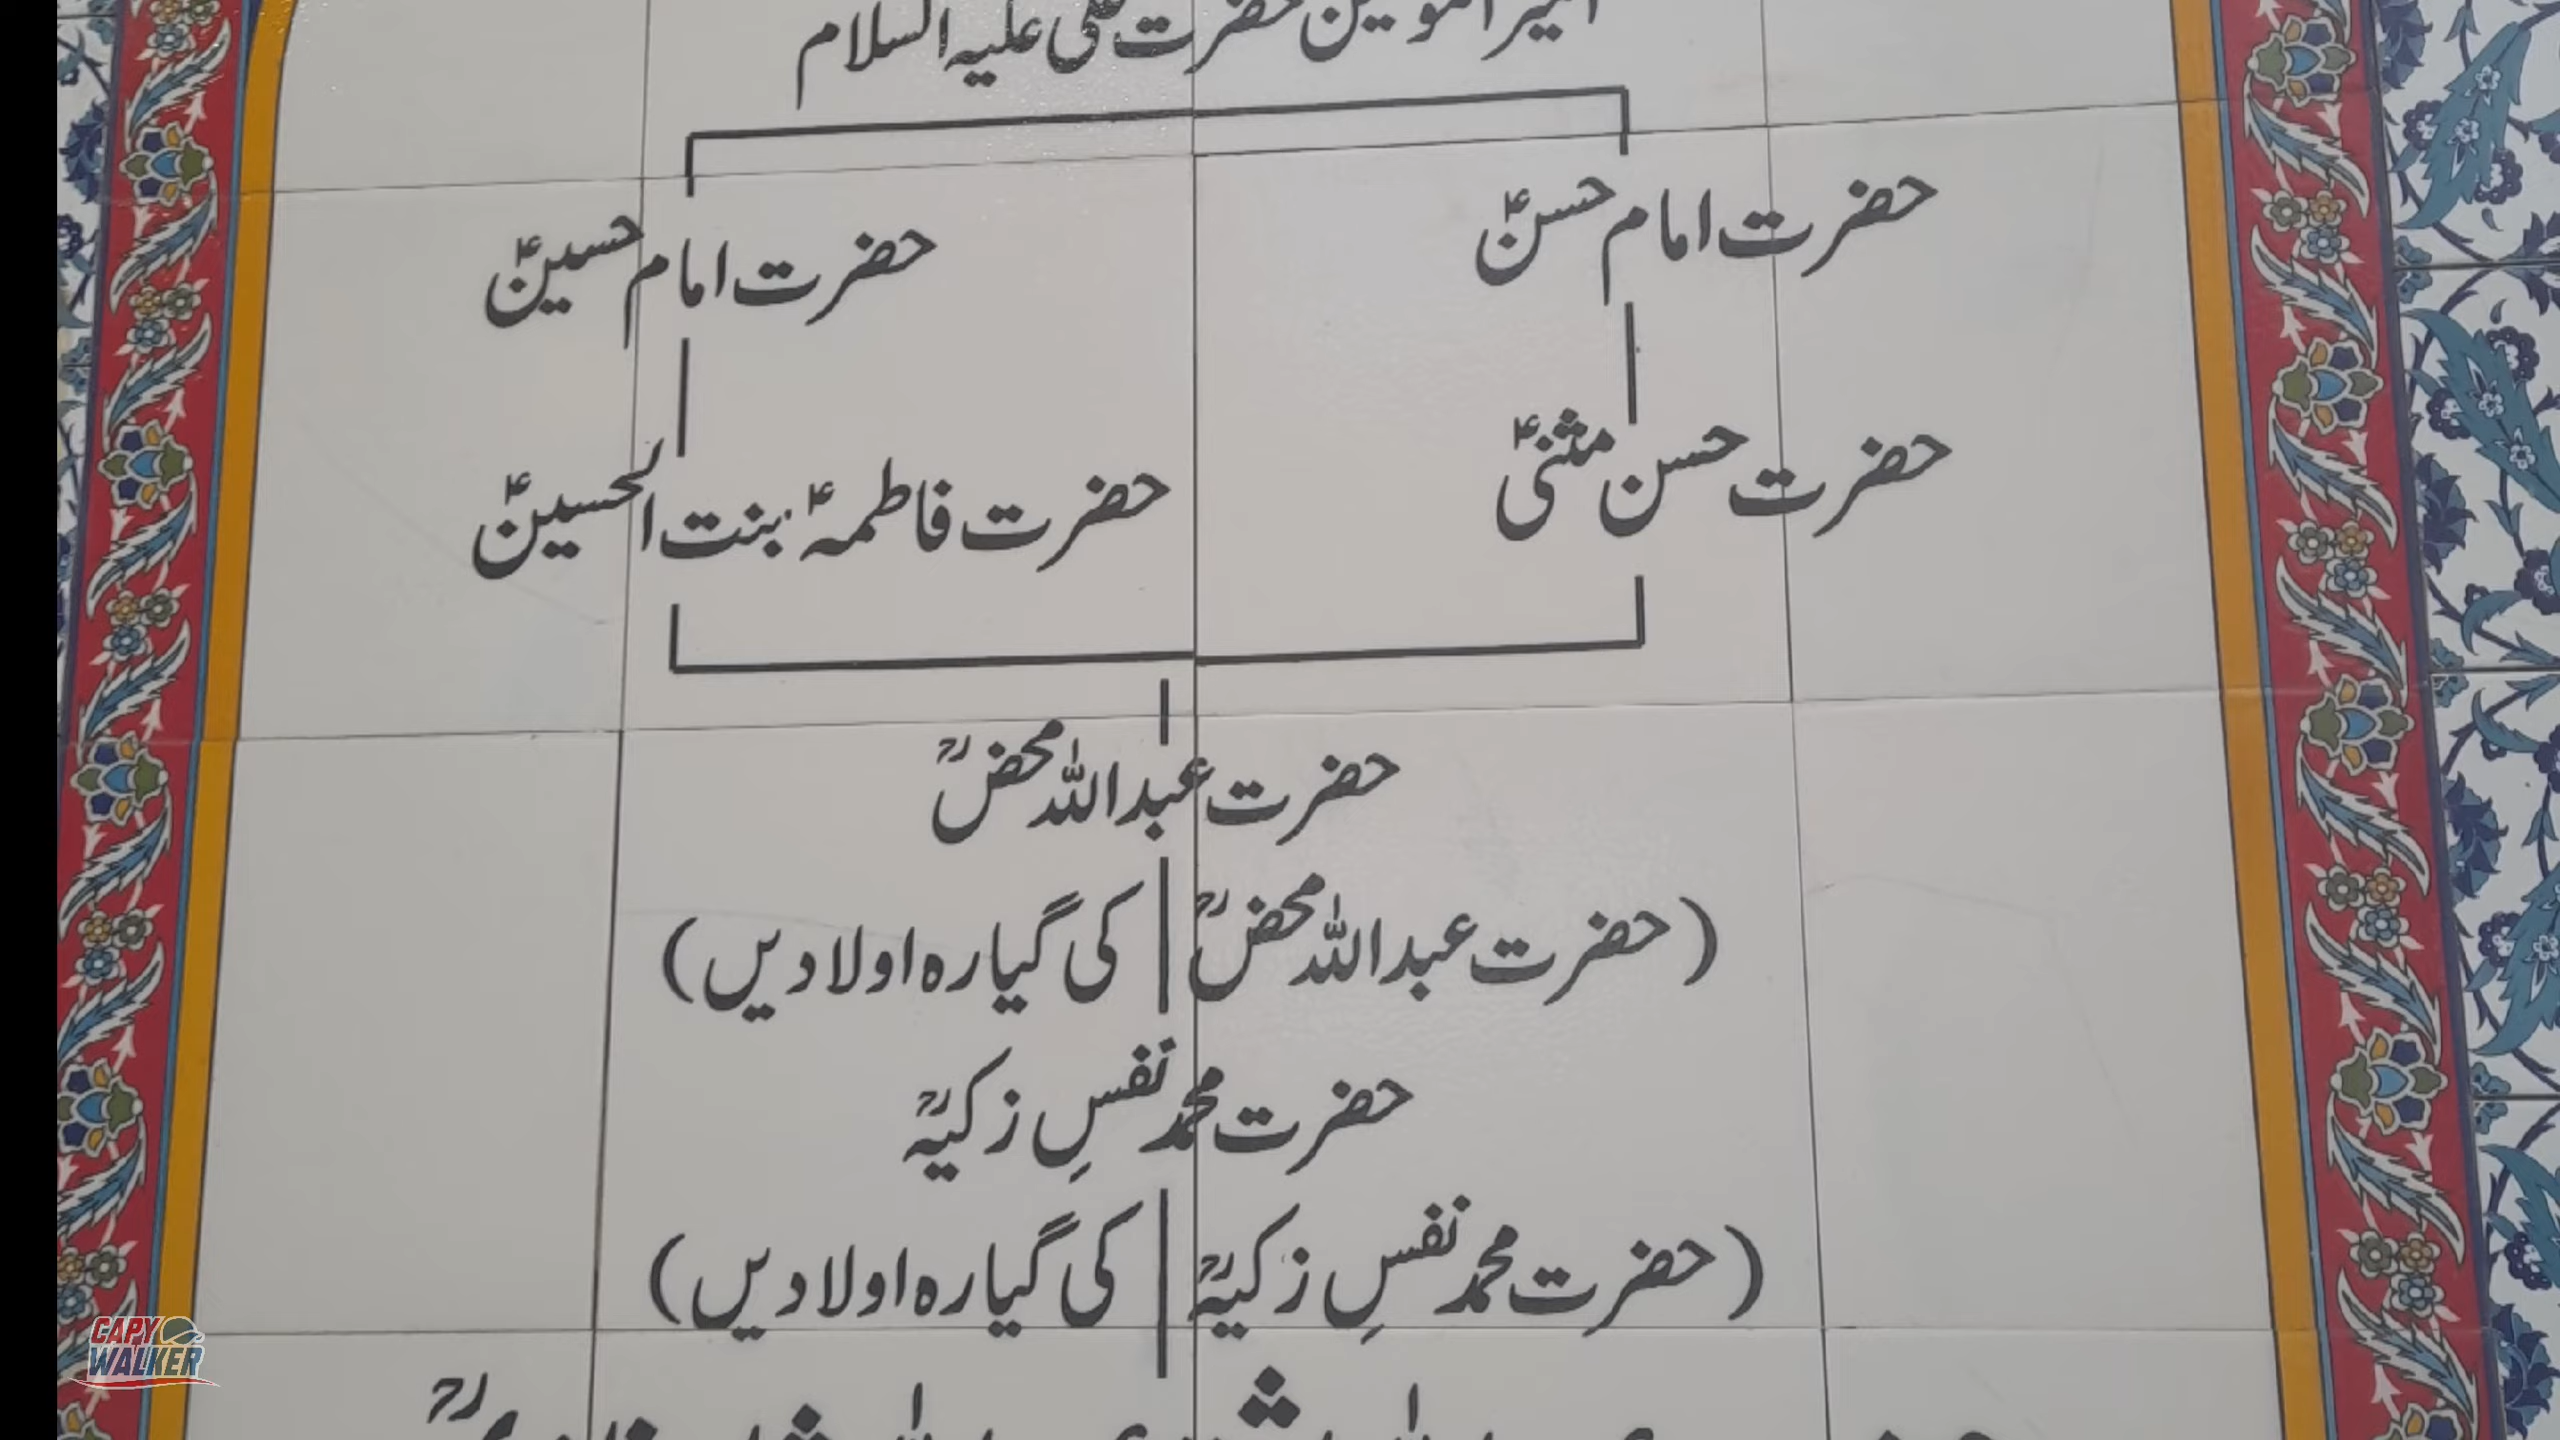 امیر المومنین حضرت علی علیہ السلام
حضرت امام حسنؑ
حضرت امام حسینؑ
حضرت حسن مثنیؑ
حضرت فاطمہؑ بنت الحسینؑ
حضرت عبداللہ محضؒ
(حضرت عبداللہ محضؒ کی گیارہ اولادیں)
حضرت محمد نفسِ زکیہؒ
(حضرت محمد نفسِ زکیہؒ کی گیارہ اولادیں)
CAPY
WALKER